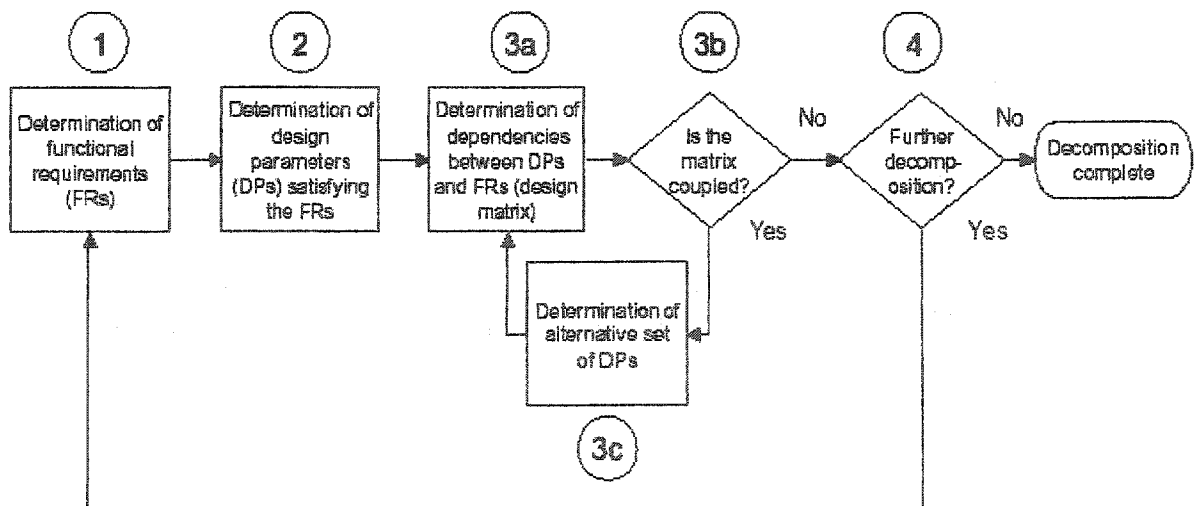 1
2
3a
3b
4
Determination of
functional
requirements
(FRs)
Determination of
design
parameters
(DPs) satisfying
the FRs
Determination of
dependencies
between DPs
and FRs (design
matrix)
Is the
matrix
coupled?
No
Yes
Further
decomp-
osition?
No
Yes
Decomposition
complete
Determination of
alternative set
of DPs
3c